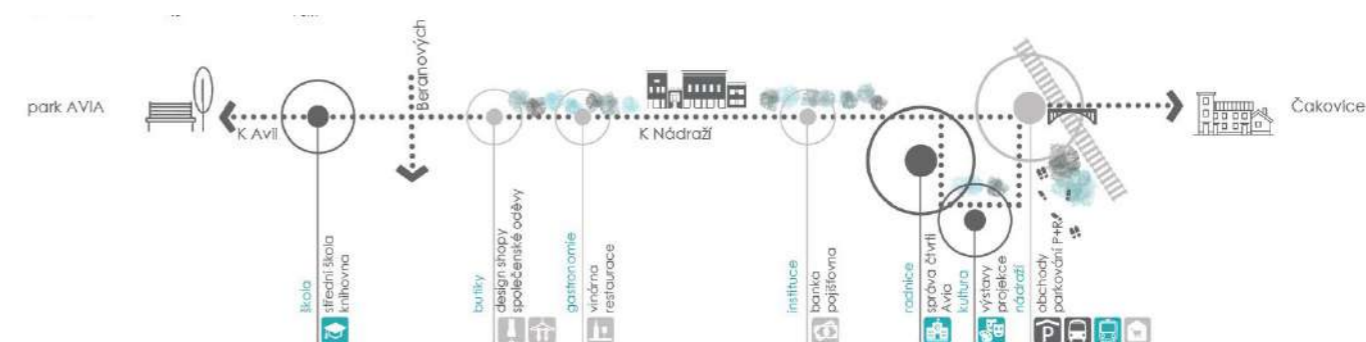 park AVIA
K Avii
Beranových
K Nádraží
Čakovice
škola
střední škola
knihovna
butiky
design shopy
společenské oděvy
gastronomie
vinárna
restaurace
instituce
banka
pojišťovna
radnice
správa čtvrti
Avia
kultura
výstavy
projekce
nádraží
obchody
parkování P+R
P